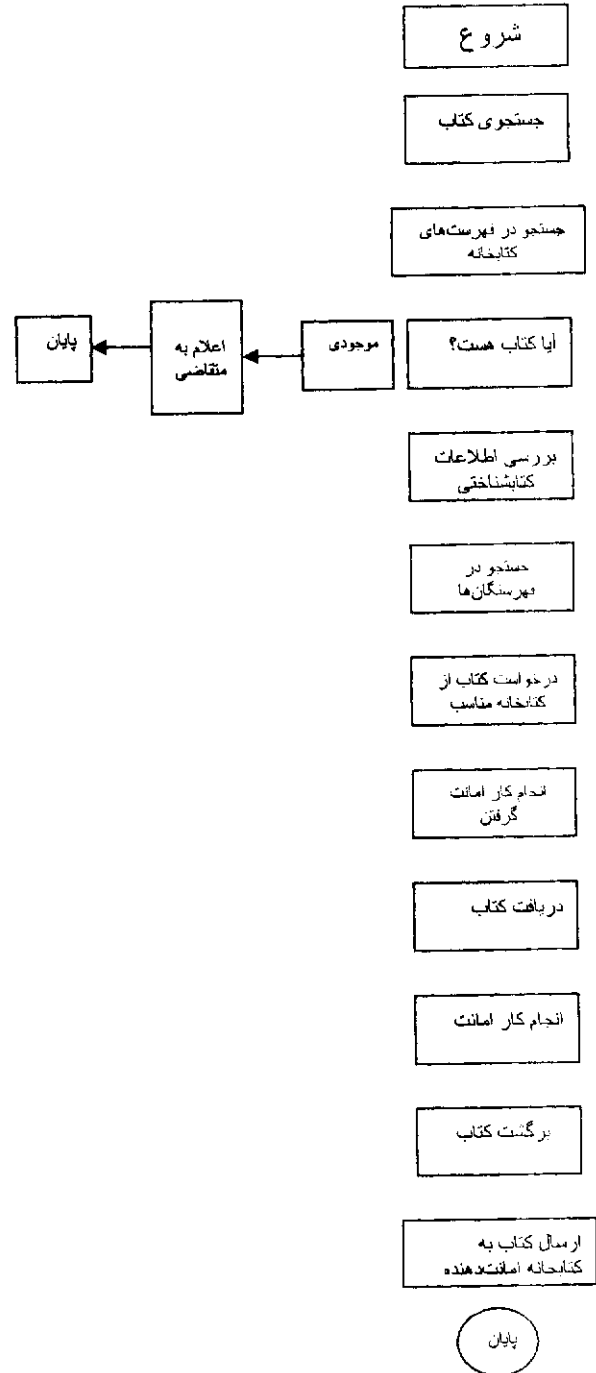 شروع
جستجوی کتاب
جستجو در فهرست‌های
کتابخانه
آیا کتاب هست؟
موجودی
اعلام به
متقاضی
پایان
بررسی اطلاعات
کتابشناختی
جستجو در
فهرستگان‌ها
درخواست کتاب از
کتابخانه مناسب
انجام کار امانت
گرفتن
دریافت کتاب
انجام کار امانت
برگشت کتاب
ارسال کتاب به
کتابخانه امانت‌دهنده
پایان